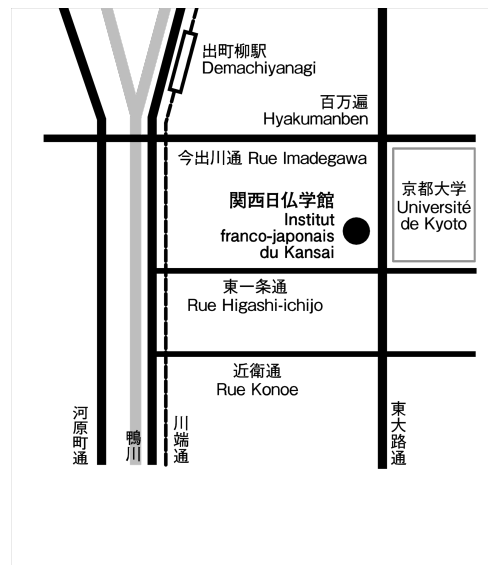 出町柳駅
Demachiyanagi
百万遍
Hyakumanben
今出川通 Rue Imadegawa
京都大学
Université
de Kyoto
関西日仏学館
Institut
franco-japonais
du Kansai
東一条通
Rue Higashi-ichijo
近衛通
Rue Konoe
河原町通
鴨川
川端通
東大路通